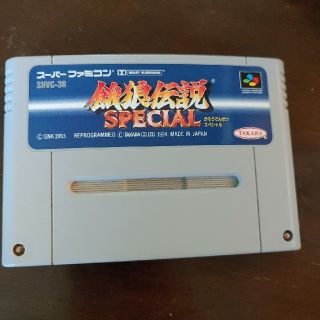 スーパーファミコン DOLBY SURROUND
SHVC-3R
餓狼伝説
SPECIAL
がろうでんせつ
スペシャル
TAKARA
© SNK 1993. REPROGRAMMED © TAKARA CO.,LTD 1994. MADE IN JAPAN